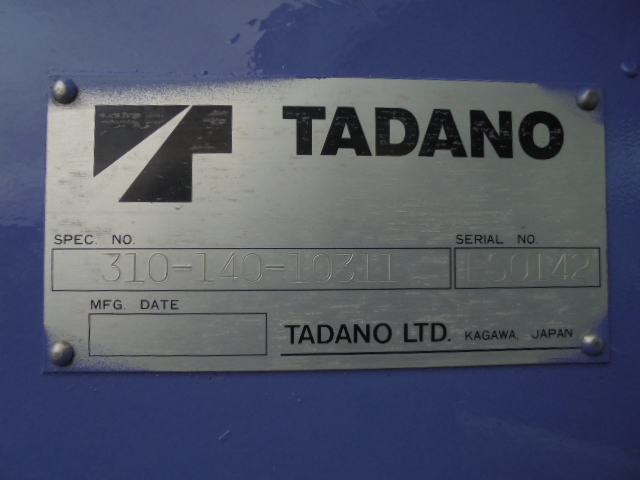 TADANO
SPEC. NO.
310-140-10311
SERIAL NO.
MFG. DATE
TADANO LTD. KAGAWA, JAPAN